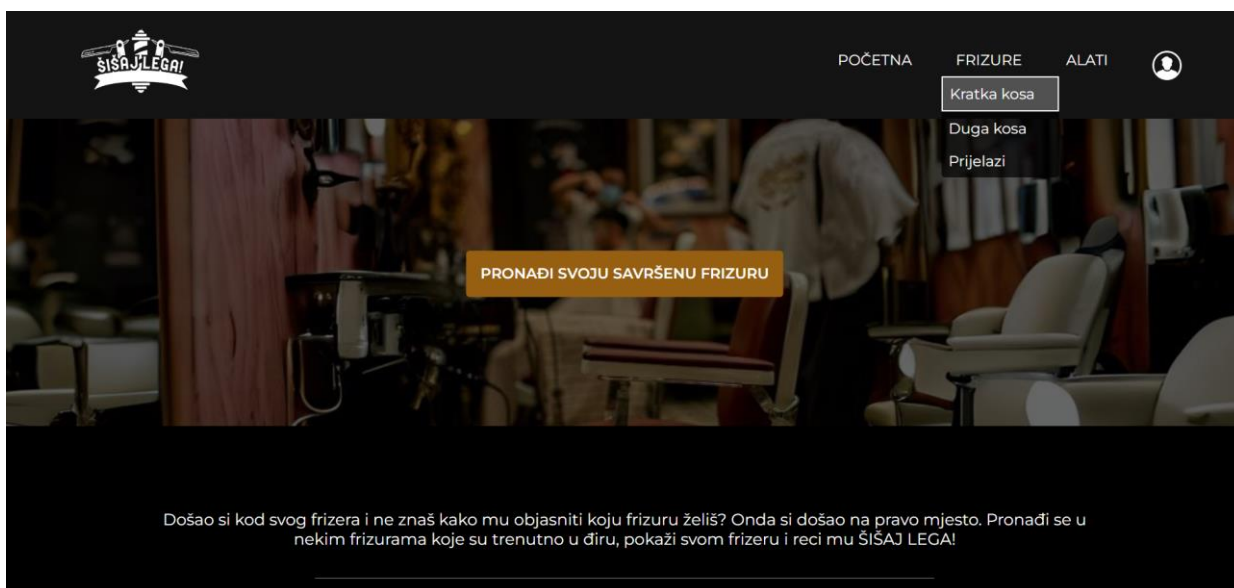 ŠIŠAJ LEGA!
POČETNA FRIZURE ALATI
Kratka kosa
Duga kosa
Prijelazi
PRONAĐI SVOJU SAVRŠENU FRIZURU
Došao si kod svog frizera i ne znaš kako mu objasniti koju frizuru želiš? Onda si došao na pravo mjesto. Pronađi se u
nekim frizurama koje su trenutno u điru, pokaži svom frizeru i reci mu ŠIŠAJ LEGA!